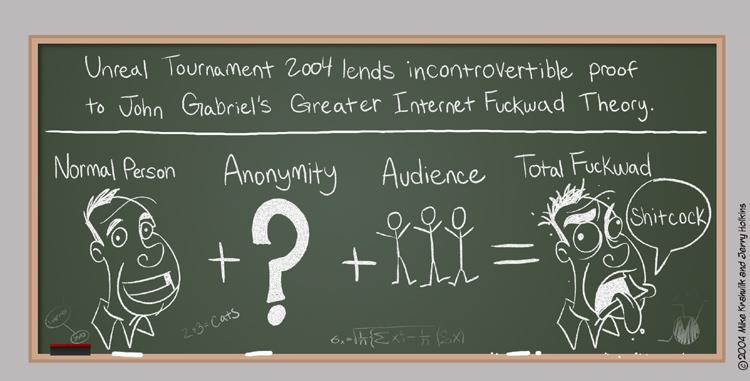 Unreal Tournament 2004 lends incontrovertible proof
to John Gabriel's Greater Internet Fuckwad Theory.
Normal Person
Anonymity
Audience
Total Fuckwad
+
?
+
=
Shitcock
2+3=cats
©2004 Mike Krahulik and Jerry Holkins